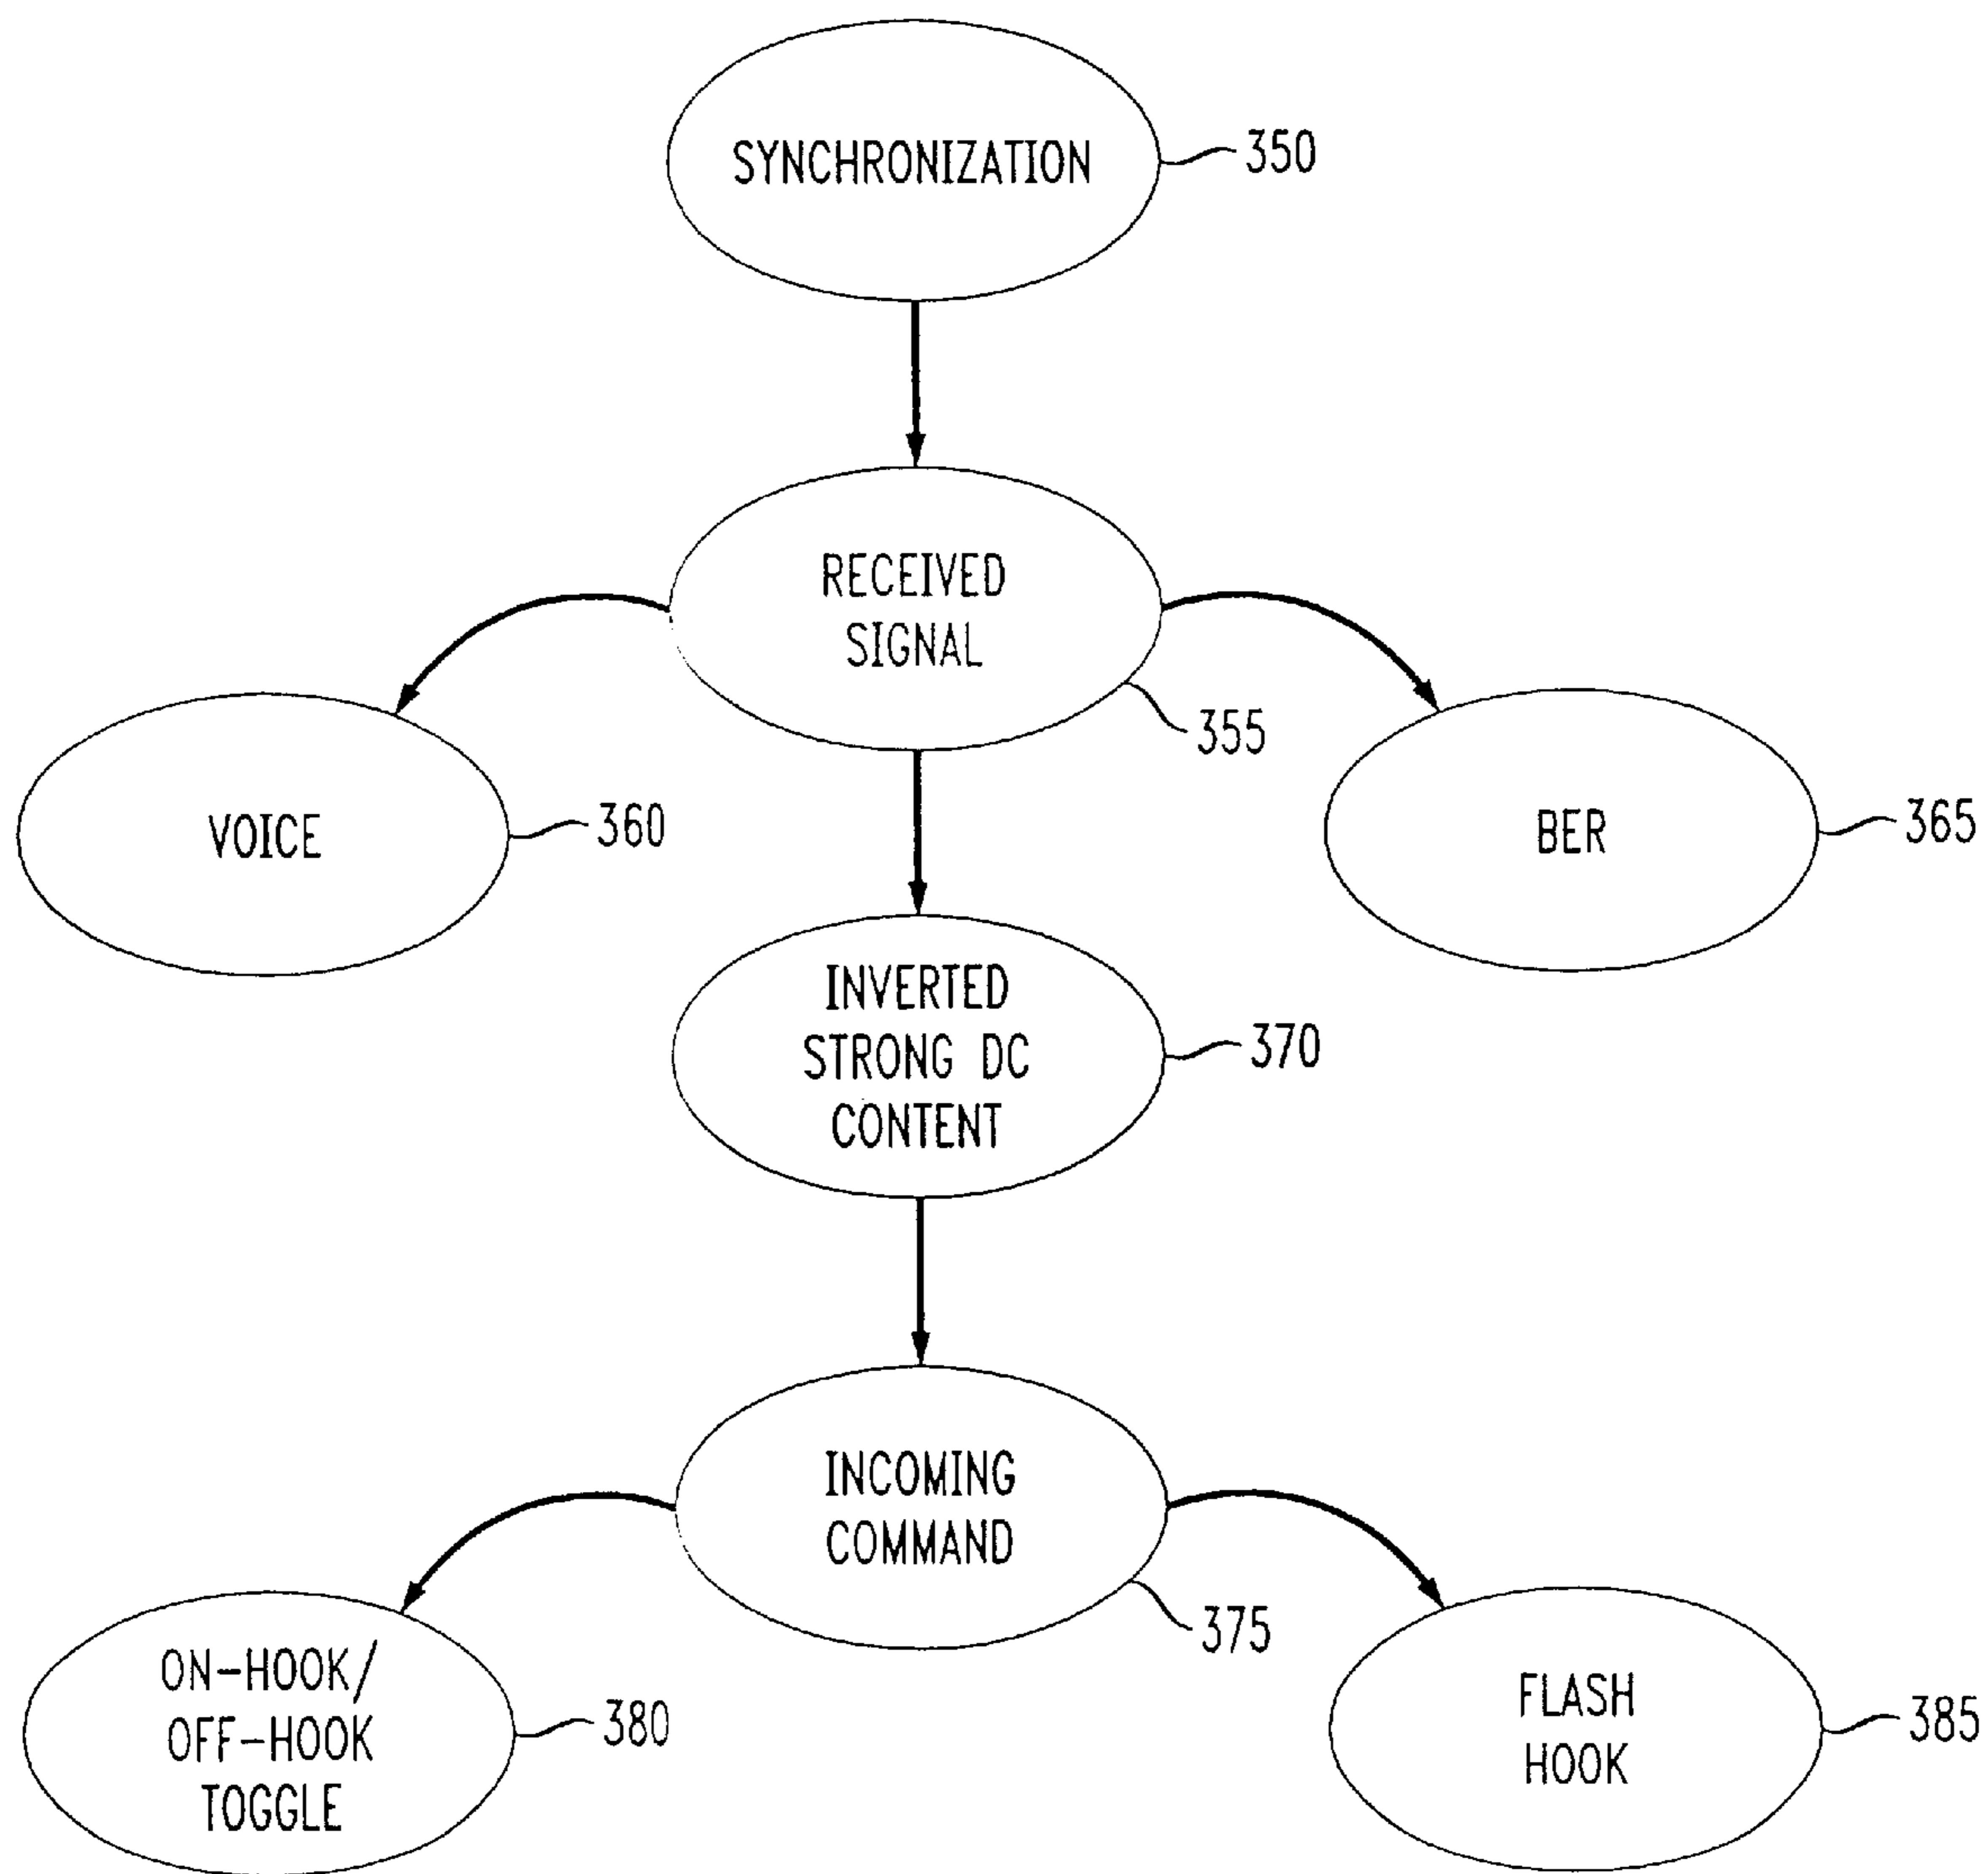 SYNCHRONIZATION
350
RECEIVED
SIGNAL
355
VOICE
360
BER
365
INVERTED
STRONG DC
CONTENT
370
INCOMING
COMMAND
375
ON-HOOK/
OFF-HOOK
TOGGLE
380
FLASH
HOOK
385